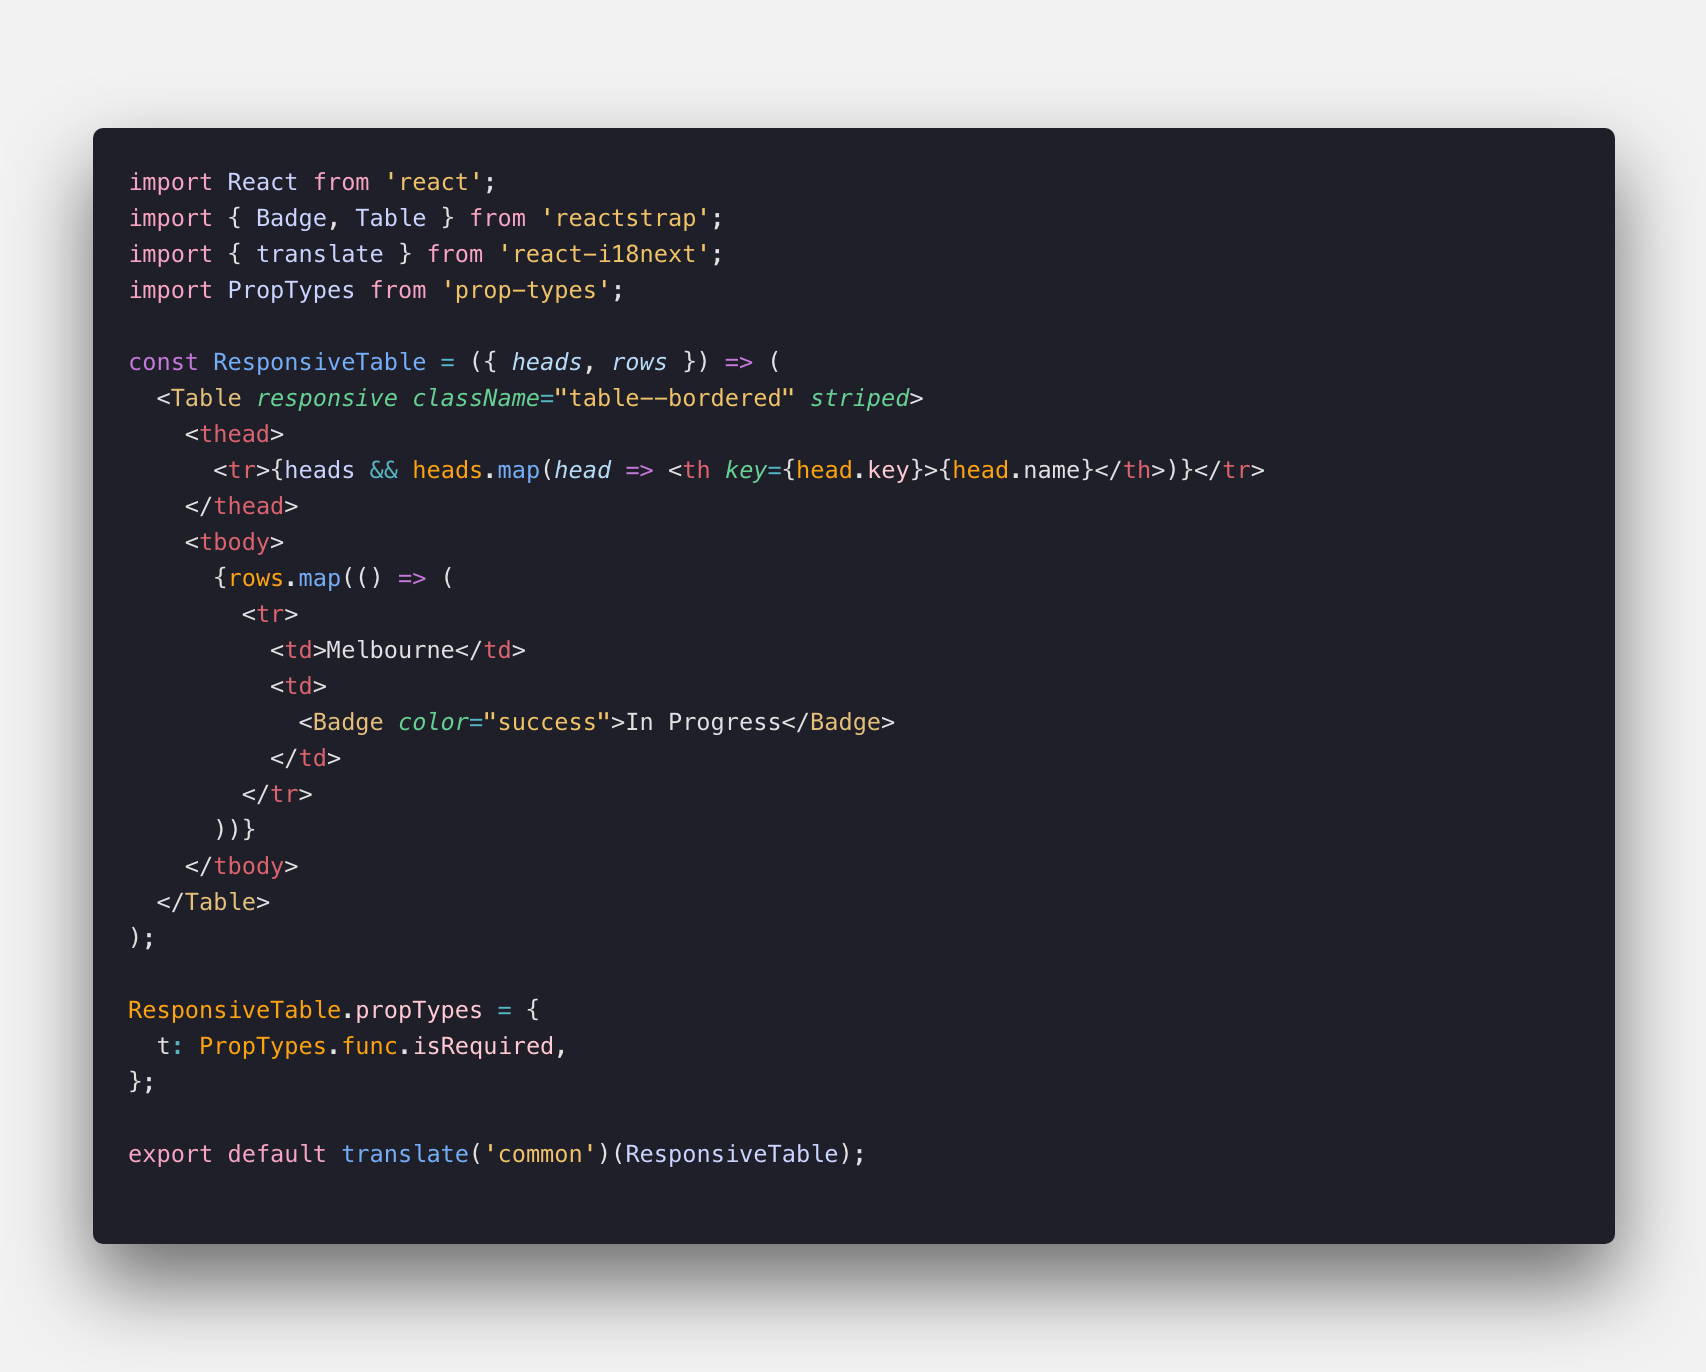 import React from 'react';
import { Badge, Table } from 'reactstrap';
import { translate } from 'react-i18next';
import PropTypes from 'prop-types';

const ResponsiveTable = ({ heads, rows }) => (
  <Table responsive className="table--bordered" striped>
    <thead>
      <tr>{heads && heads.map(head => <th key={head.key}>{head.name}</th>)}</tr>
    </thead>
    <tbody>
      {rows.map(() => (
        <tr>
          <td>Melbourne</td>
          <td>
            <Badge color="success">In Progress</Badge>
          </td>
        </tr>
      ))}
    </tbody>
  </Table>
);

ResponsiveTable.propTypes = {
  t: PropTypes.func.isRequired,
};

export default translate('common')(ResponsiveTable);